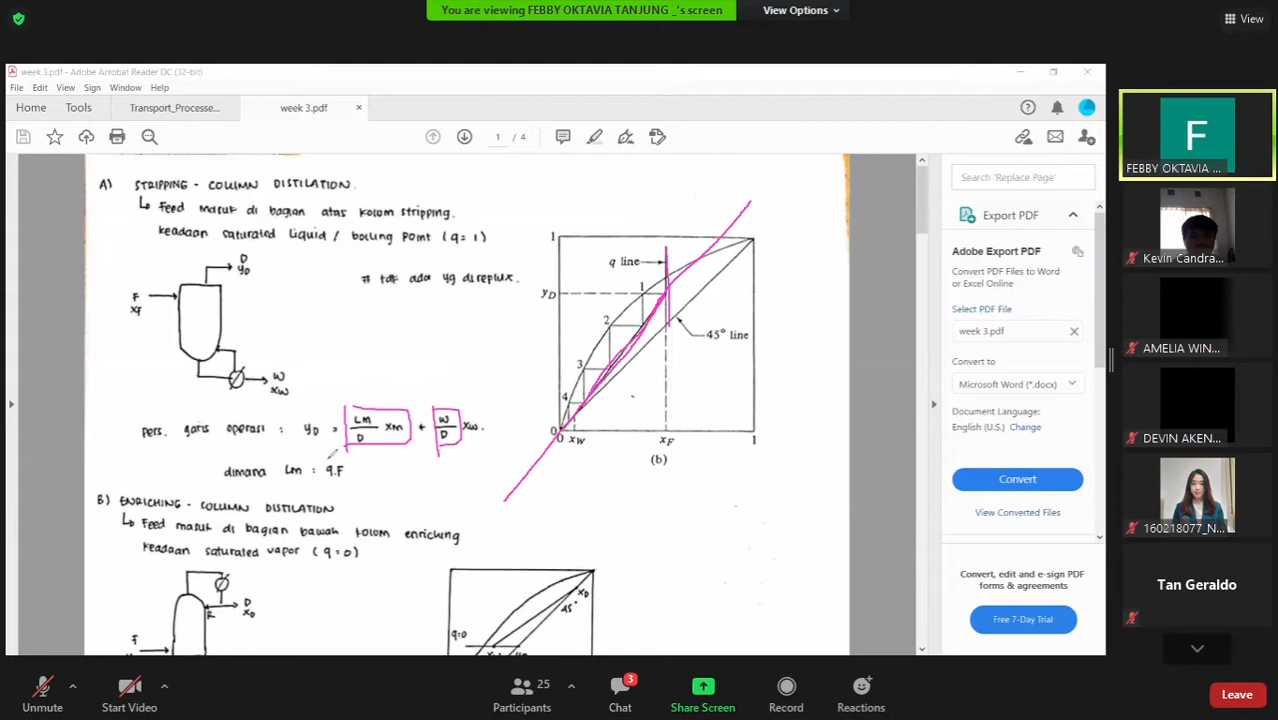 You are viewing FEBBY OKTAVIA TANJUNG _'s screen
View Options
View
week 3.pdf - Adobe Acrobat Reader DC (32-bit)
File Edit View Sign Window Help
Home Tools Transport_Processe... week 3.pdf ×
1 / 4
A) STRIPPING - COLUMN DISTILATION.
Feed masuk di bagian atas kolom stripping.
keadaan saturated liquid / boiling point (q = 1)
D
yD
F
xF
W
xW
# tdk ada yg direflux.
1
q line
yD
1
2
3
4
45° line
0
0 xW xF 1
(b)
Pers. garis operasi : yD = Lm/D xm + W/D xw.
dimana Lm : q.F
B) ENRICHING - COLUMN DISTILATION
Feed masuk di bagian bawah kolom enriching
keadaan saturated vapor (q = 0)
D
xD
R
F
xD
45°
q=0
Search 'Replace Page'
Export PDF
Adobe Export PDF
Convert PDF Files to Word
or Excel Online
Select PDF File
week 3.pdf
Convert to
Microsoft Word (*.docx)
Document Language:
English (U.S.) Change
Convert
View Converted Files
Convert, edit and e-sign PDF
forms & agreements
Free 7-Day Trial
F
FEBBY OKTAVIA ...
Kevin Candra...
AMELIA WIN...
DEVIN AKEN...
160218077_N...
Tan Geraldo
Unmute
Start Video
25
Participants
3
Chat
Share Screen
Record
Reactions
Leave